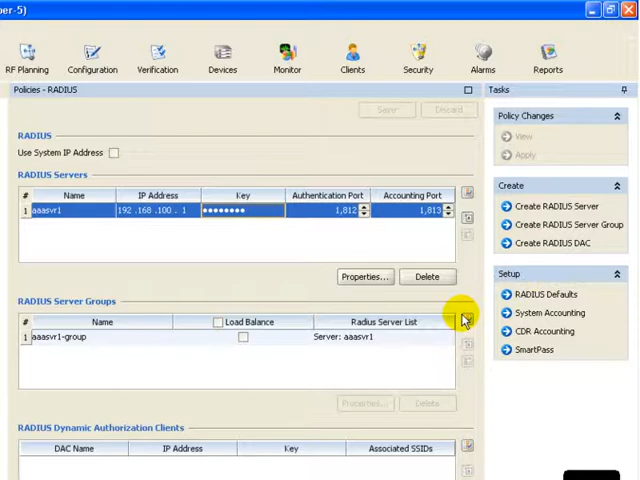 per-5)
RF Planning Configuration Verification Devices Monitor Clients Security Alarms Reports
Policies - RADIUS
Tasks
Save Discard
Policy Changes
View
Apply
RADIUS
Use System IP Address
RADIUS Servers
# Name IP Address Key Authentication Port Accounting Port
1 aaasvr1 192 .168 .100 . 1 •••••••• 1,812 1,813
Properties... Delete
Create
Create RADIUS Server
Create RADIUS Server Group
Create RADIUS DAC
Setup
RADIUS Defaults
System Accounting
CDR Accounting
SmartPass
RADIUS Server Groups
# Name Load Balance Radius Server List
1 aaasvr1-group Server: aaasvr1
Properties... Delete
RADIUS Dynamic Authorization Clients
# DAC Name IP Address Key Associated SSIDs